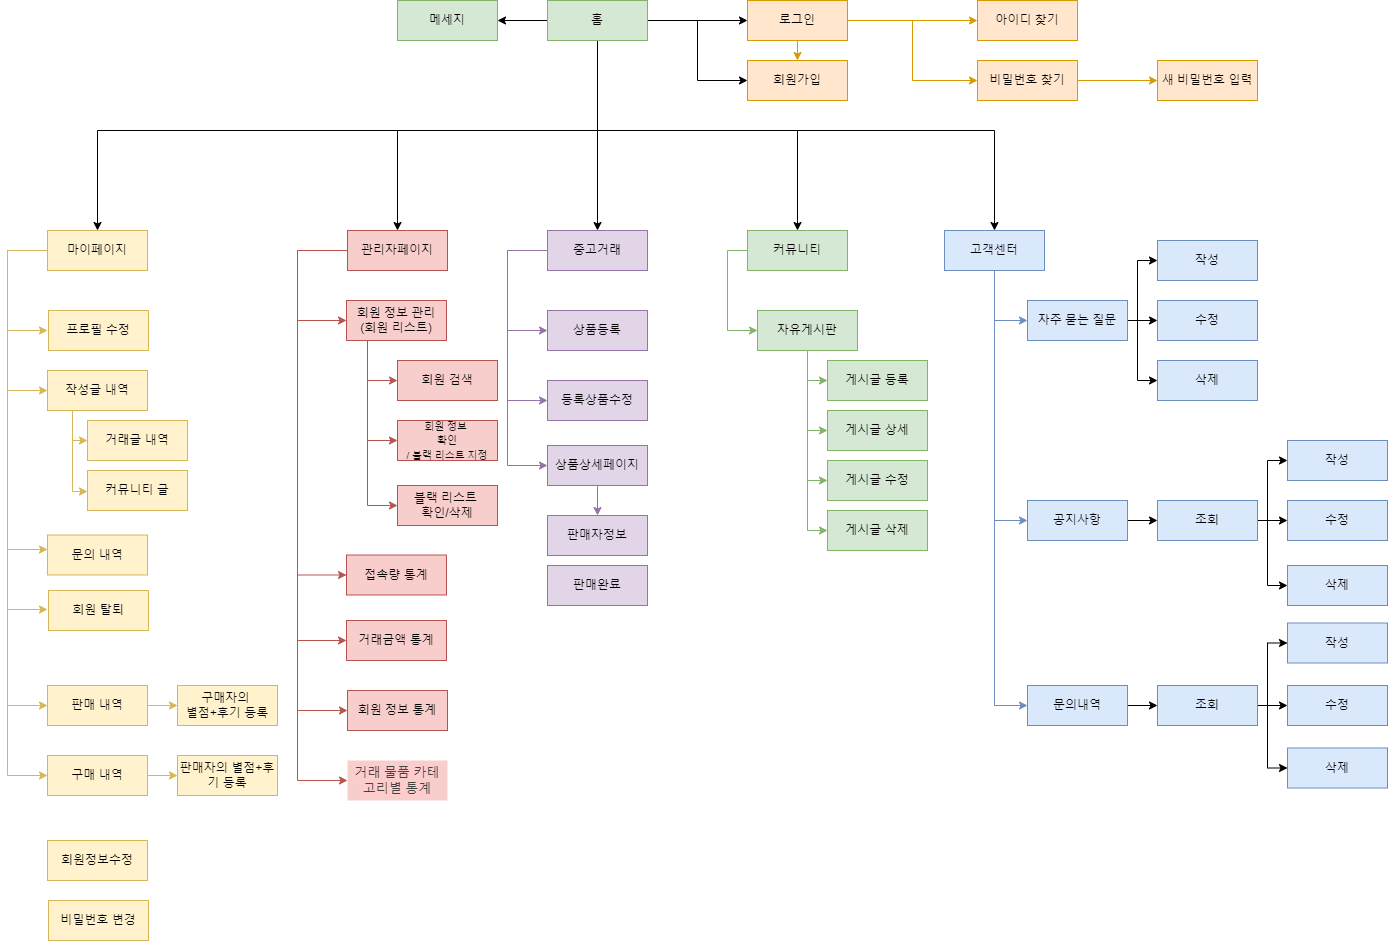 메세지
홈
로그인
아이디 찾기
회원가입
비밀번호 찾기
새 비밀번호 입력
마이페이지
프로필 수정
작성글 내역
거래글 내역
커뮤니티 글
문의 내역
회원 탈퇴
판매 내역
구매자의
별점+후기 등록
구매 내역
판매자의 별점+후
기 등록
회원정보수정
비밀번호 변경
관리자페이지
회원 정보 관리
(회원 리스트)
회원 검색
회원 정보
확인
/ 블랙 리스트 지정
블랙 리스트
확인/삭제
접속량 통계
거래금액 통계
회원 정보 통계
거래 물품 카테
고리별 통계
중고거래
상품등록
등록상품수정
상품상세페이지
판매자정보
판매완료
커뮤니티
자유게시판
게시글 등록
게시글 상세
게시글 수정
게시글 삭제
고객센터
자주 묻는 질문
작성
수정
삭제
공지사항
조회
작성
수정
삭제
문의내역
조회
작성
수정
삭제